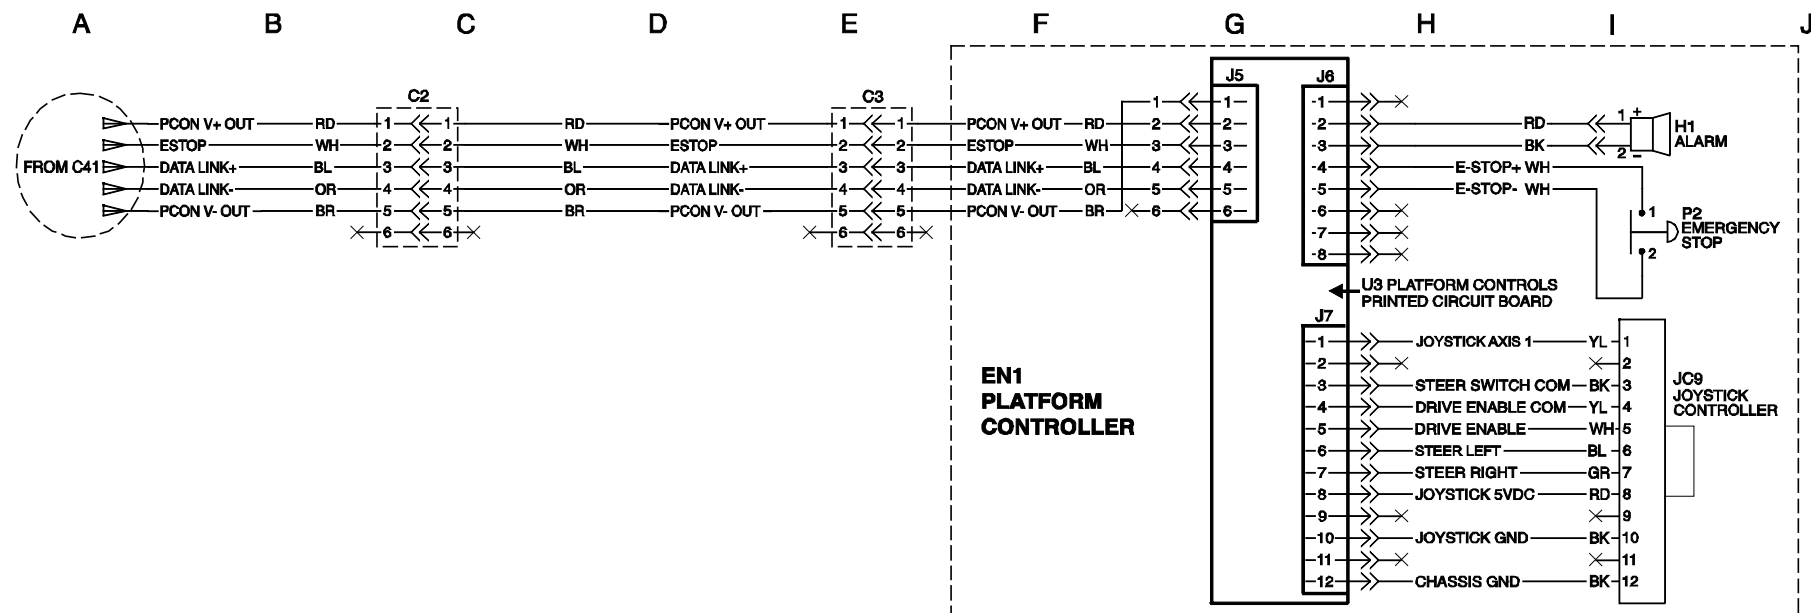 A B C D E F G H I J
C2 C3 J5 J6
1 1 -1
PCON V+ OUT RD 1 1 RD PCON V+ OUT 1 1 PCON V+ OUT RD 2 2 -2 RD 1 + H1
ESTOP WH 2 2 WH ESTOP 2 2 ESTOP WH 3 3 -3 BK 2 - ALARM
FROM C41 DATA LINK+ BL 3 3 BL DATA LINK+ 3 3 DATA LINK+ BL 4 4 -4 E-STOP+ WH
DATA LINK- OR 4 4 OR DATA LINK- 4 4 DATA LINK- OR 5 5 -5 E-STOP- WH
PCON V- OUT BR 5 5 BR PCON V- OUT 5 5 PCON V- OUT BR 6 6 -6 1 P2
6 6 6 6 -7 EMERGENCY
STOP
-8 2
U3 PLATFORM CONTROLS
PRINTED CIRCUIT BOARD
J7
1 JOYSTICK AXIS 1 YL 1
2 2
EN1
PLATFORM
CONTROLLER
3 STEER SWITCH COM BK 3
JC9
JOYSTICK
CONTROLLER
4 DRIVE ENABLE COM YL 4
5 DRIVE ENABLE WH 5
6 STEER LEFT BL 6
7 STEER RIGHT GR 7
8 JOYSTICK 5VDC RD 8
9 9
10 JOYSTICK GND BK 10
11 11
12 CHASSIS GND BK 12